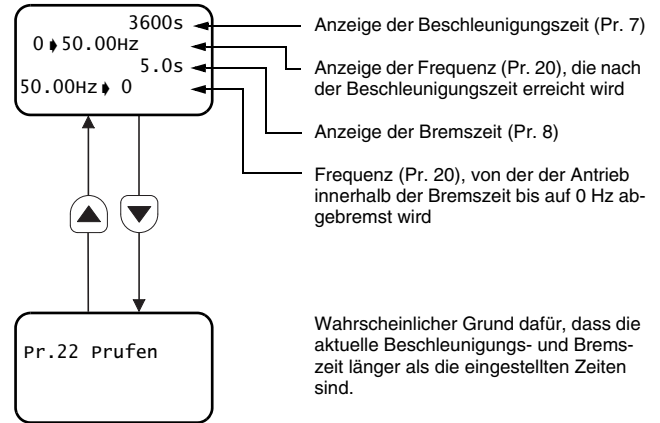 3600s
0 ♦ 50.00Hz
5.0s
50.00Hz ♦ 0
Anzeige der Beschleunigungszeit (Pr. 7)
Anzeige der Frequenz (Pr. 20), die nach
der Beschleunigungszeit erreicht wird
Anzeige der Bremszeit (Pr. 8)
Frequenz (Pr. 20), von der der Antrieb
innerhalb der Bremszeit bis auf 0 Hz ab-
gebremst wird
Pr.22 Prufen
Wahrscheinlicher Grund dafür, dass die
aktuelle Beschleunigungs- und Brems-
zeit länger als die eingestellten Zeiten
sind.